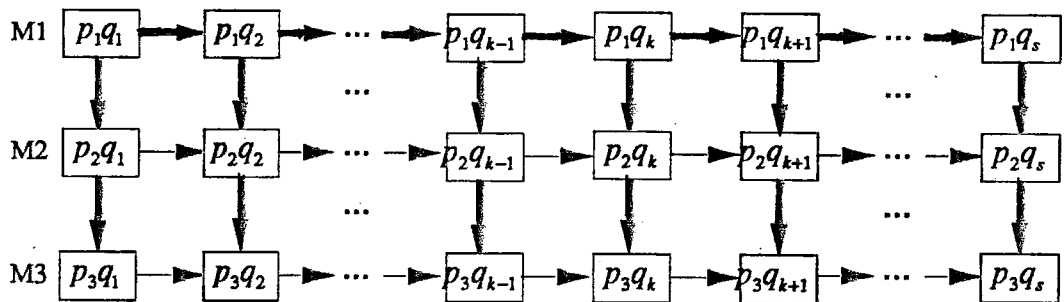 M1 p₁q₁ p₁q₂ ... p₁qₖ₋₁ p₁qₖ p₁qₖ₊₁ ... p₁qₛ
... ...
M2 p₂q₁ p₂q₂ ... p₂qₖ₋₁ p₂qₖ p₂qₖ₊₁ ... p₂qₛ
... ...
M3 p₃q₁ p₃q₂ ... p₃qₖ₋₁ p₃qₖ p₃qₖ₊₁ ... p₃qₛ